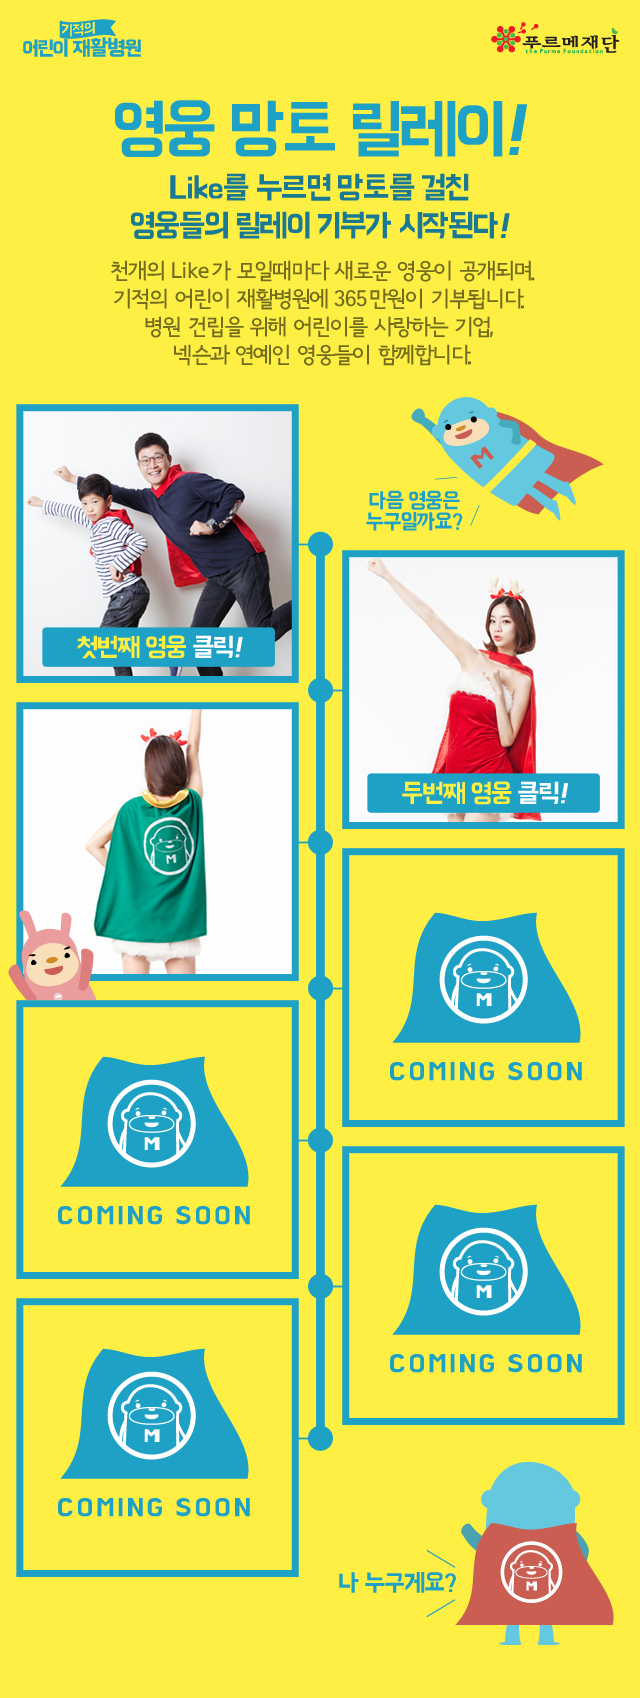 기적의
어린이 재활병원
푸르메재단
the Purme Foundation
영웅 망토 릴레이!
Like를 누르면 망토를 걸친
영웅들의 릴레이 기부가 시작된다!
천개의 Like가 모일때마다 새로운 영웅이 공개되며,
기적의 어린이 재활병원에 365만원이 기부됩니다.
병원 건립을 위해 어린이를 사랑하는 기업,
넥슨과 연예인 영웅들이 함께합니다.
M
다음 영웅은
누구일까요?
첫번째 영웅 클릭!
두번째 영웅 클릭!
M
M
COMING SOON
M
COMING SOON
M
COMING SOON
M
COMING SOON
나 누구게요?
M